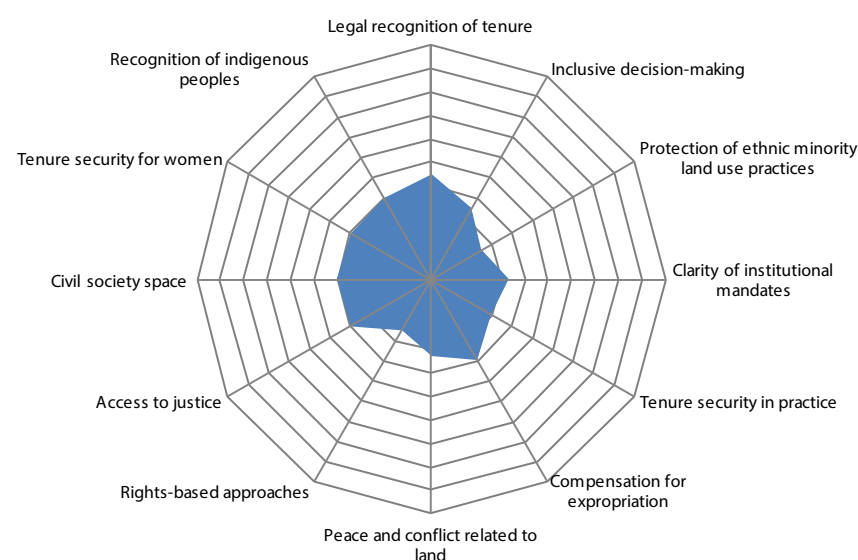 Legal recognition of tenure
Inclusive decision-making
Protection of ethnic minority
land use practices
Clarity of institutional
mandates
Tenure security in practice
Compensation for
expropriation
Peace and conflict related to
land
Rights-based approaches
Access to justice
Civil society space
Tenure security for women
Recognition of indigenous
peoples